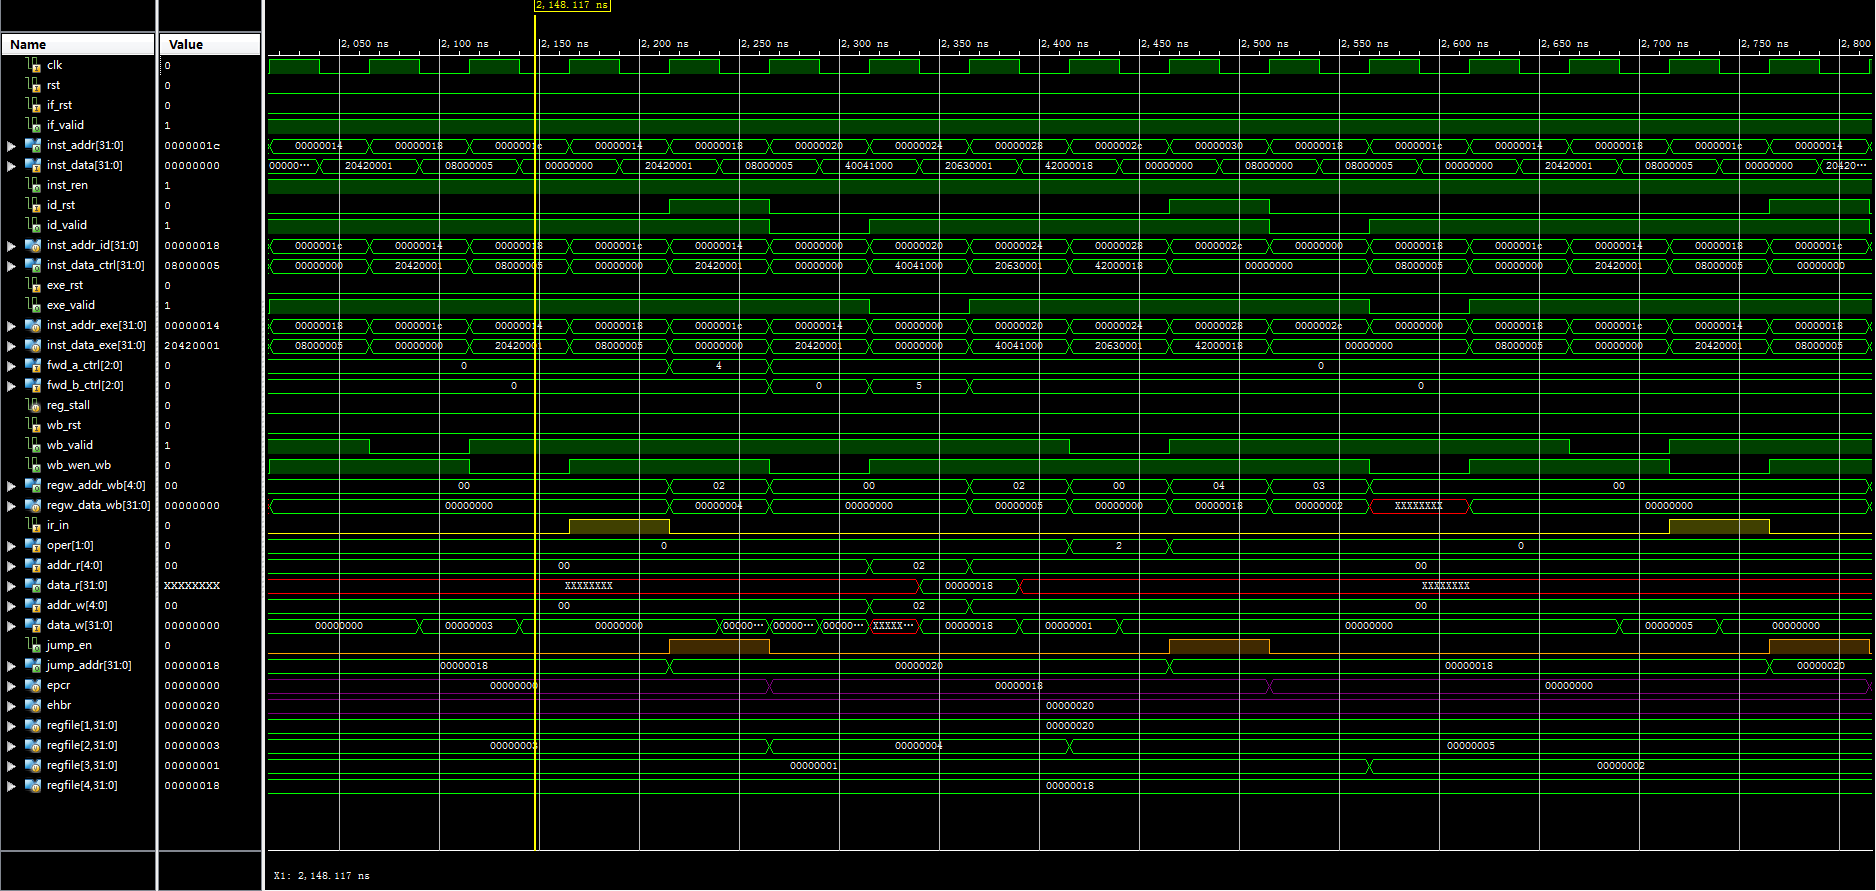 2,148.117 ns
Name Value 2,050 ns 2,100 ns 2,150 ns 2,200 ns 2,250 ns 2,300 ns 2,350 ns 2,400 ns 2,450 ns 2,500 ns 2,550 ns 2,600 ns 2,650 ns 2,700 ns 2,750 ns 2,800
clk 0
rst 0
if_rst 0
if_valid 1
inst_addr[31:0] 0000001c 00000014 00000018 0000001c 00000014 00000018 00000020 00000024 00000028 0000002c 00000030 00000018 0000001c 00000014 00000018 0000001c 00000014
inst_data[31:0] 00000000 00000··· 20420001 08000005 00000000 20420001 08000005 40041000 20630001 42000018 00000000 08000005 08000005 00000000 20420001 08000005 00000000 20420···
inst_ren 1
id_rst 0
id_valid 1
inst_addr_id[31:0] 00000018 0000001c 00000014 00000018 0000001c 00000014 00000000 00000020 00000024 00000028 0000002c 00000000 00000018 0000001c 00000014 00000018 0000001c
inst_data_ctrl[31:0] 08000005 00000000 20420001 08000005 00000000 20420001 00000000 40041000 20630001 42000018 00000000 08000005 00000000 20420001 08000005 00000000
exe_rst 0
exe_valid 1
inst_addr_exe[31:0] 00000014 00000018 0000001c 00000014 00000018 0000001c 00000014 00000000 00000020 00000024 00000028 0000002c 00000000 00000018 0000001c 00000014 00000018
inst_data_exe[31:0] 20420001 08000005 00000000 20420001 08000005 00000000 20420001 00000000 40041000 20630001 42000018 00000000 08000005 00000000 20420001 08000005
fwd_a_ctrl[2:0] 0 0 4 0
fwd_b_ctrl[2:0] 0 0 0 5 0
reg_stall 0
wb_rst 0
wb_valid 1
wb_wen_wb 0
regw_addr_wb[4:0] 00 00 02 00 02 00 04 03 00
regw_data_wb[31:0] 00000000 00000000 00000004 00000000 00000005 00000000 00000018 00000002 XXXXXXXX 00000000
ir_in 0
oper[1:0] 0 0 2 0
addr_r[4:0] 00 00 02 00
data_r[31:0] XXXXXXXX XXXXXXXX 00000018 XXXXXXXX
addr_w[4:0] 00 00 02 00
data_w[31:0] 00000000 00000000 00000003 00000000 00000··· 00000··· 00000··· XXXXX··· 00000018 00000001 00000000 00000005 00000000
jump_en 0
jump_addr[31:0] 00000018 00000018 00000020 00000018 00000020
epcr 00000000 00000000 00000018 00000000
ehbr 00000020 00000020
regfile[1,31:0] 00000020 00000020
regfile[2,31:0] 00000003 00000003 00000004 00000005
regfile[3,31:0] 00000001 00000001 00000002
regfile[4,31:0] 00000018 00000018
X1: 2,148.117 ns